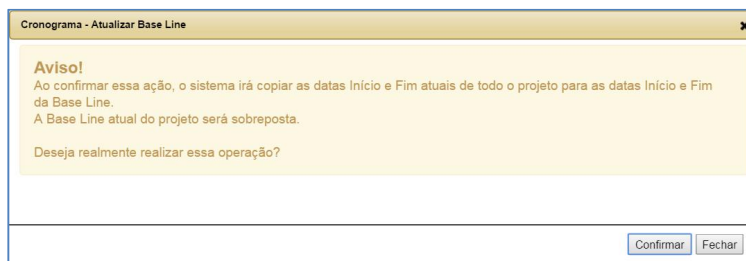 Cronograma - Atualizar Base Line
Aviso!
Ao confirmar essa ação, o sistema irá copiar as datas Início e Fim atuais de todo o projeto para as datas Início e Fim
da Base Line.
A Base Line atual do projeto será sobreposta.
Deseja realmente realizar essa operação?
Confirmar Fechar